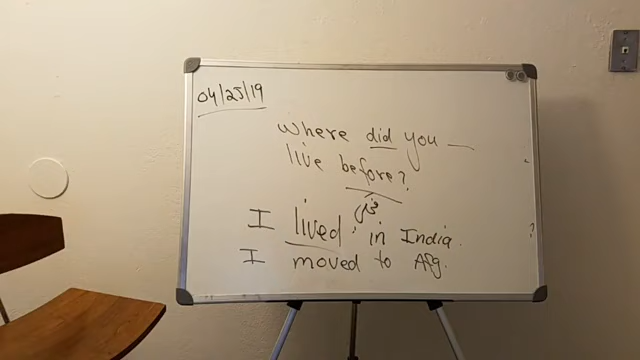 04/25/19
Where did you
live before?
I lived in India.
I moved to Afg.